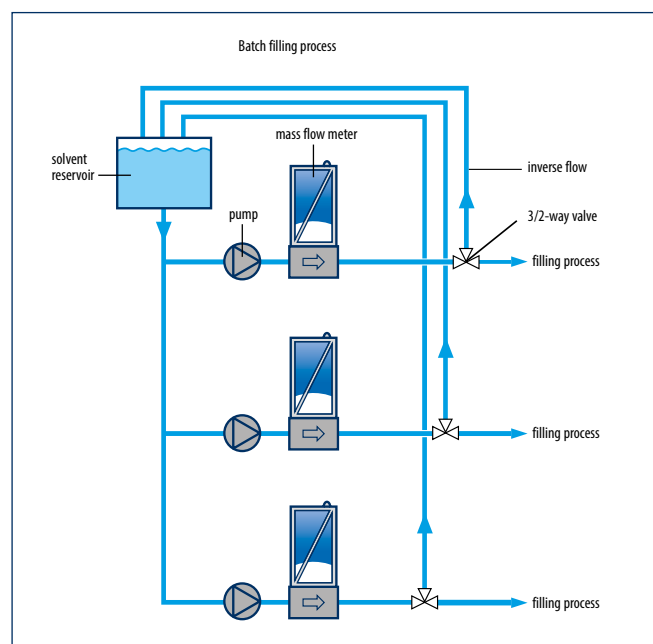 Batch filling process
mass flow meter
solvent
reservoir
inverse flow
pump
3/2-way valve
filling process
filling process
filling process